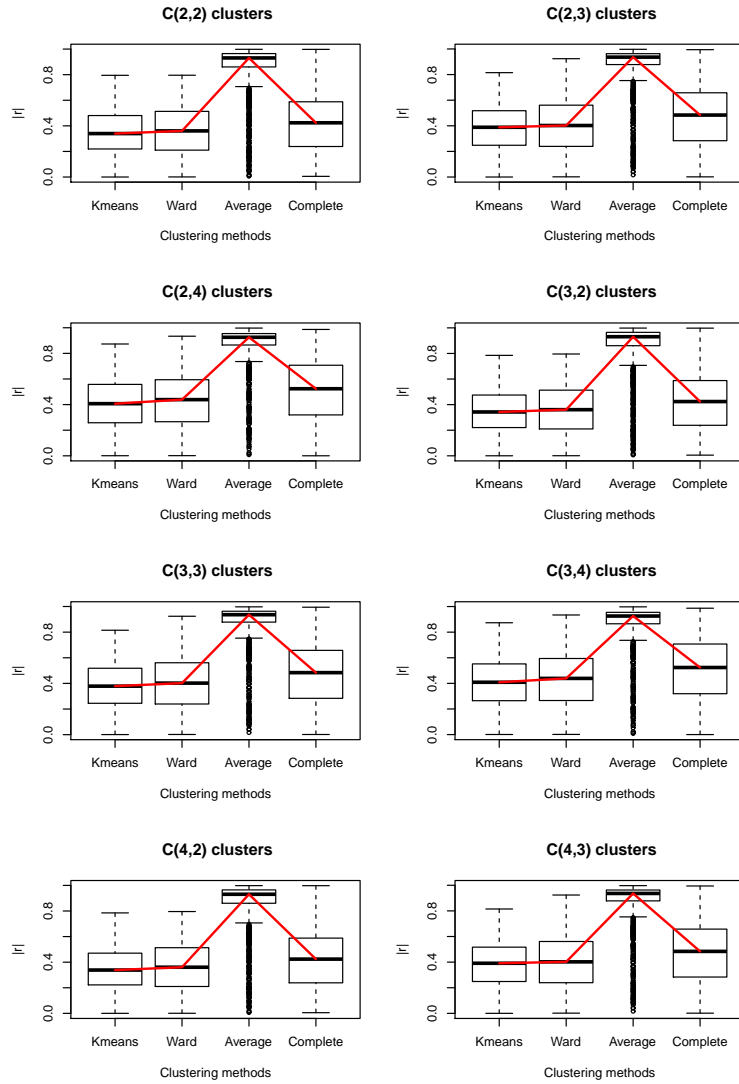 C(2,2) clusters
|r|
0.8
0.4
0.0
Kmeans Ward Average Complete
Clustering methods
C(2,3) clusters
|r|
0.8
0.4
0.0
Kmeans Ward Average Complete
Clustering methods
C(2,4) clusters
|r|
0.8
0.4
0.0
Kmeans Ward Average Complete
Clustering methods
C(3,2) clusters
|r|
0.8
0.4
0.0
Kmeans Ward Average Complete
Clustering methods
C(3,3) clusters
|r|
0.8
0.4
0.0
Kmeans Ward Average Complete
Clustering methods
C(3,4) clusters
|r|
0.8
0.4
0.0
Kmeans Ward Average Complete
Clustering methods
C(4,2) clusters
|r|
0.8
0.4
0.0
Kmeans Ward Average Complete
Clustering methods
C(4,3) clusters
|r|
0.8
0.4
0.0
Kmeans Ward Average Complete
Clustering methods